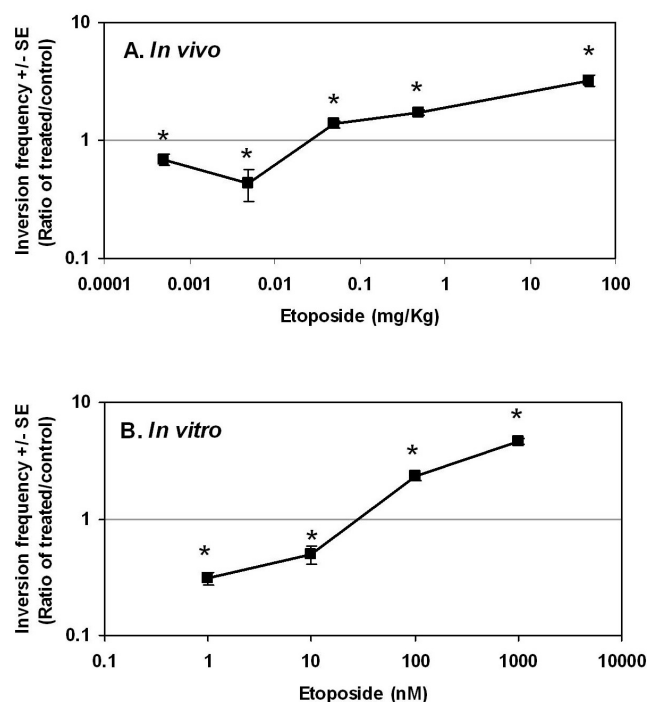 A. In vivo
Inversion frequency +/- SE
(Ratio of treated/control)
10
1
0.1
* * * * *
0.0001 0.001 0.01 0.1 1 10 100
Etoposide (mg/Kg)
B. In vitro
Inversion frequency +/- SE
(Ratio of treated/control)
10
1
0.1
* * * *
0.1 1 10 100 1000 10000
Etoposide (nM)